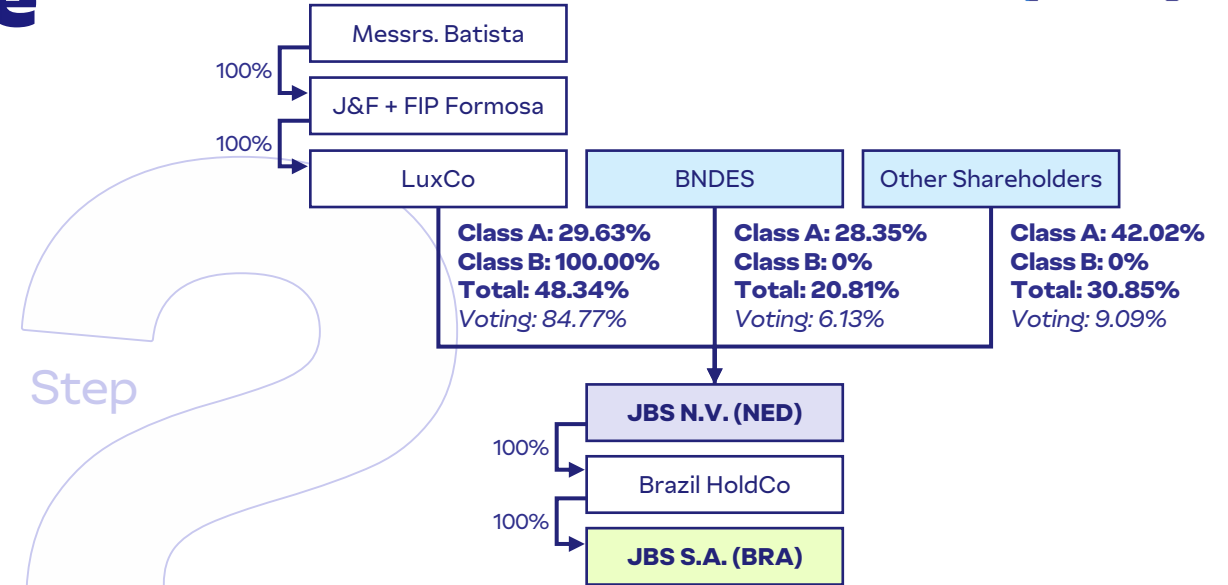 Messrs. Batista
100%
J&F + FIP Formosa
100%
LuxCo
BNDES
Other Shareholders
Class A: 29.63%
Class B: 100.00%
Total: 48.34%
Voting: 84.77%
Class A: 28.35%
Class B: 0%
Total: 20.81%
Voting: 6.13%
Class A: 42.02%
Class B: 0%
Total: 30.85%
Voting: 9.09%
Step
2
JBS N.V. (NED)
100%
Brazil HoldCo
100%
JBS S.A. (BRA)